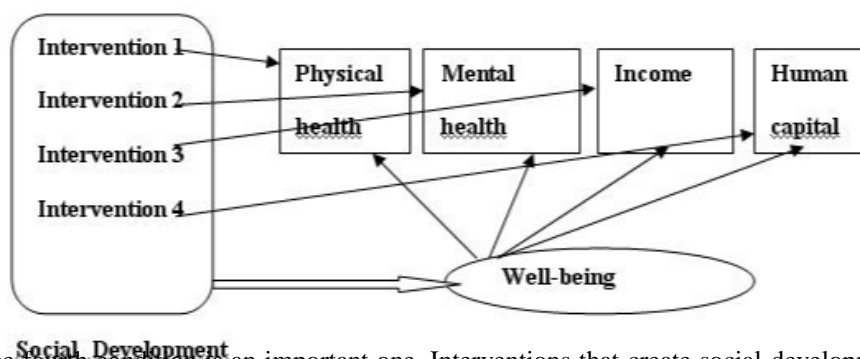 Intervention 1
Intervention 2
Intervention 3
Intervention 4
Physical
health
Mental
health
Income
Human
capital
Well-being
Social Development
an important one. Interventions that create social